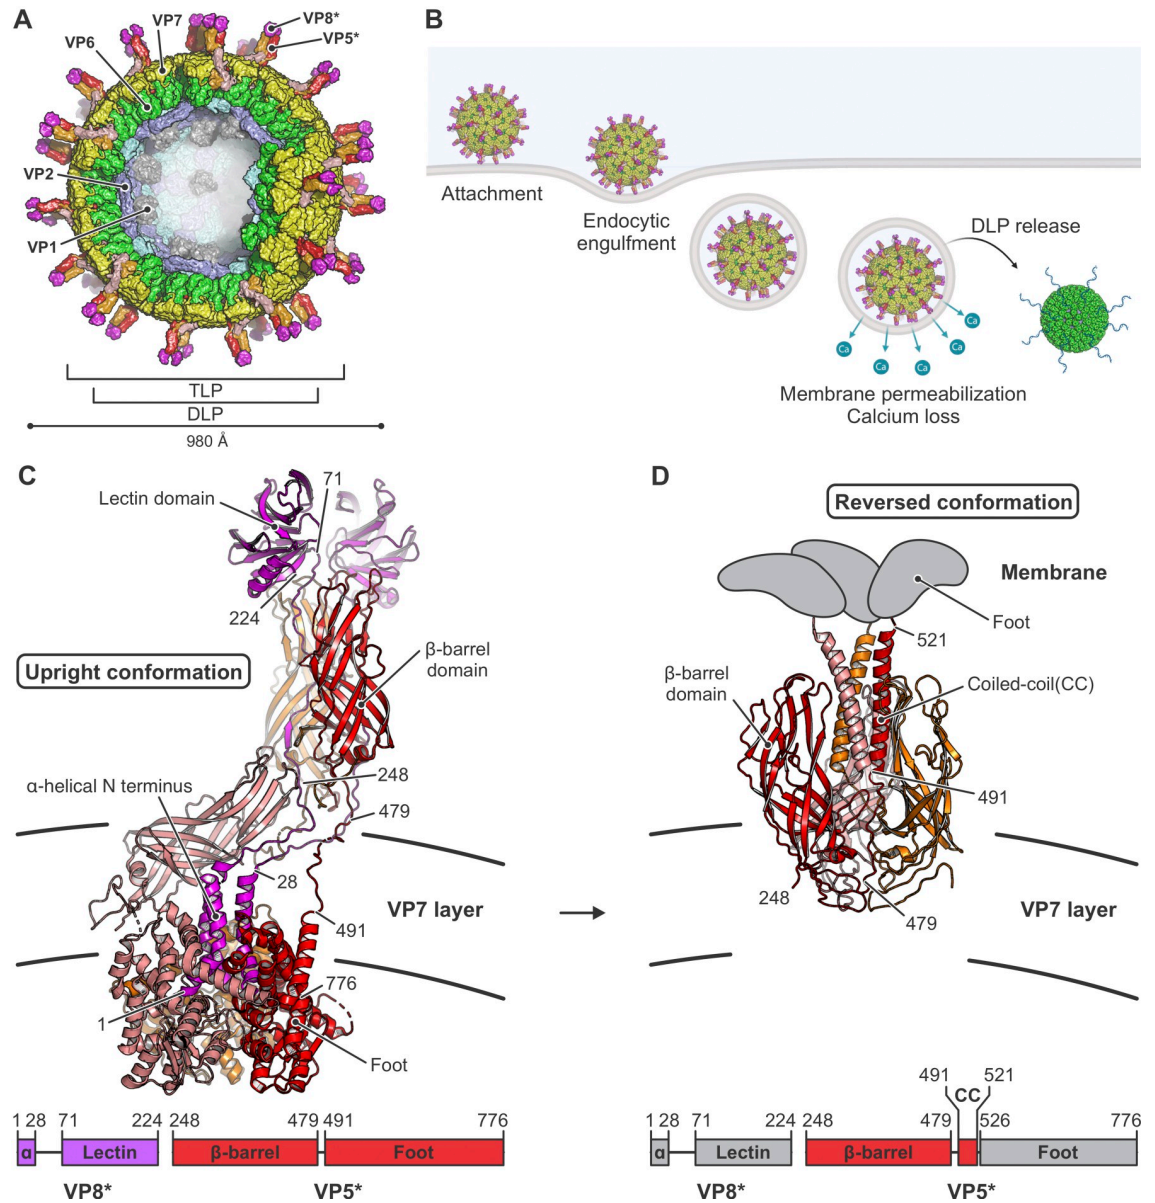 A
VP7
VP8*
VP5*
VP6
VP2
VP1
TLP
DLP
980 Å
B
Attachment
Endocytic
engulfment
DLP release
Ca
Ca
Ca
Ca
Ca
Membrane permeabilization
Calcium loss
C
71
Lectin domain
224
β-barrel
domain
Upright conformation
248
α-helical N terminus
479
28
VP7 layer
491
776
1
Foot
1 28 71 224 248 479 491 776
α Lectin β-barrel Foot
VP8* VP5*
D
Reversed conformation
Membrane
Foot
521
β-barrel
domain
Coiled-coil(CC)
491
248
479
VP7 layer
491 521
CC
1 28 71 224 248 479 526 776
α Lectin β-barrel Foot
VP8* VP5*